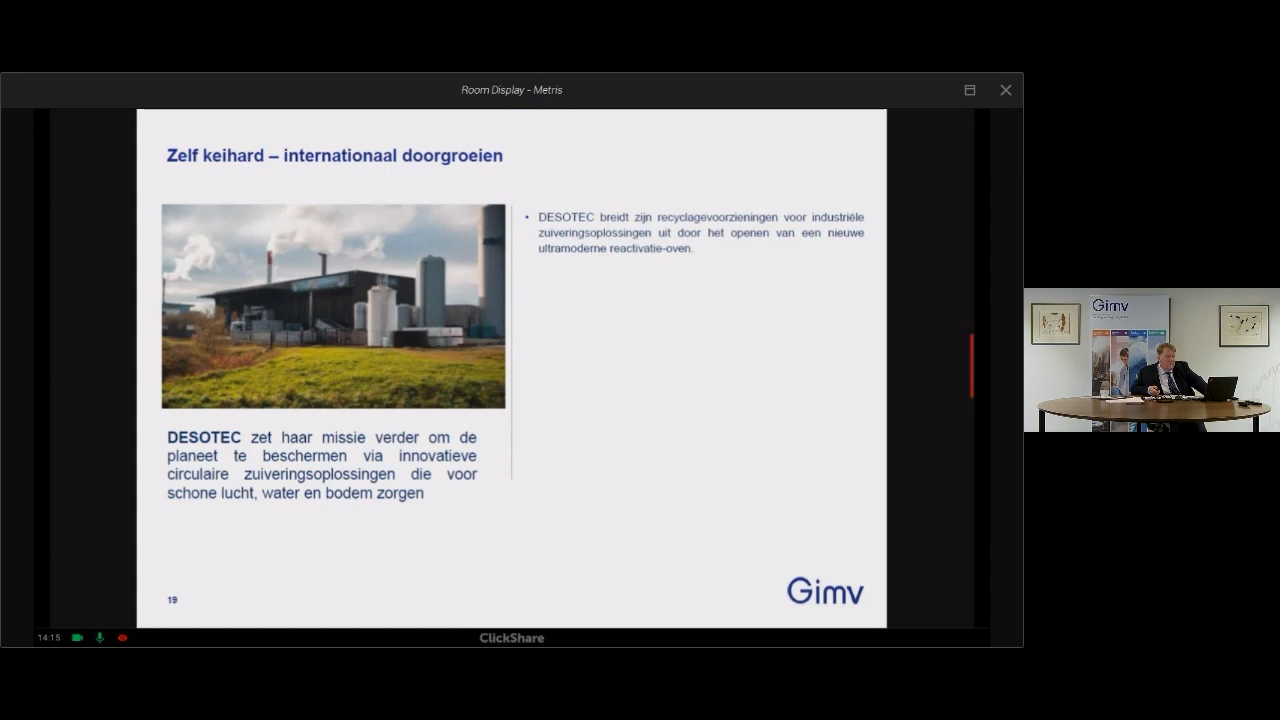 Room Display - Metris
Zelf keihard – internationaal doorgroeien
• DESOTEC breidt zijn recyclagevoorzieningen voor industriële
zuiveringsoplossingen uit door het openen van een nieuwe
ultramoderne reactivatie-oven.
DESOTEC zet haar missie verder om de
planeet te beschermen via innovatieve
circulaire zuiveringsoplossingen die voor
schone lucht, water en bodem zorgen
19
Gimv
14:15
ClickShare
Gimv